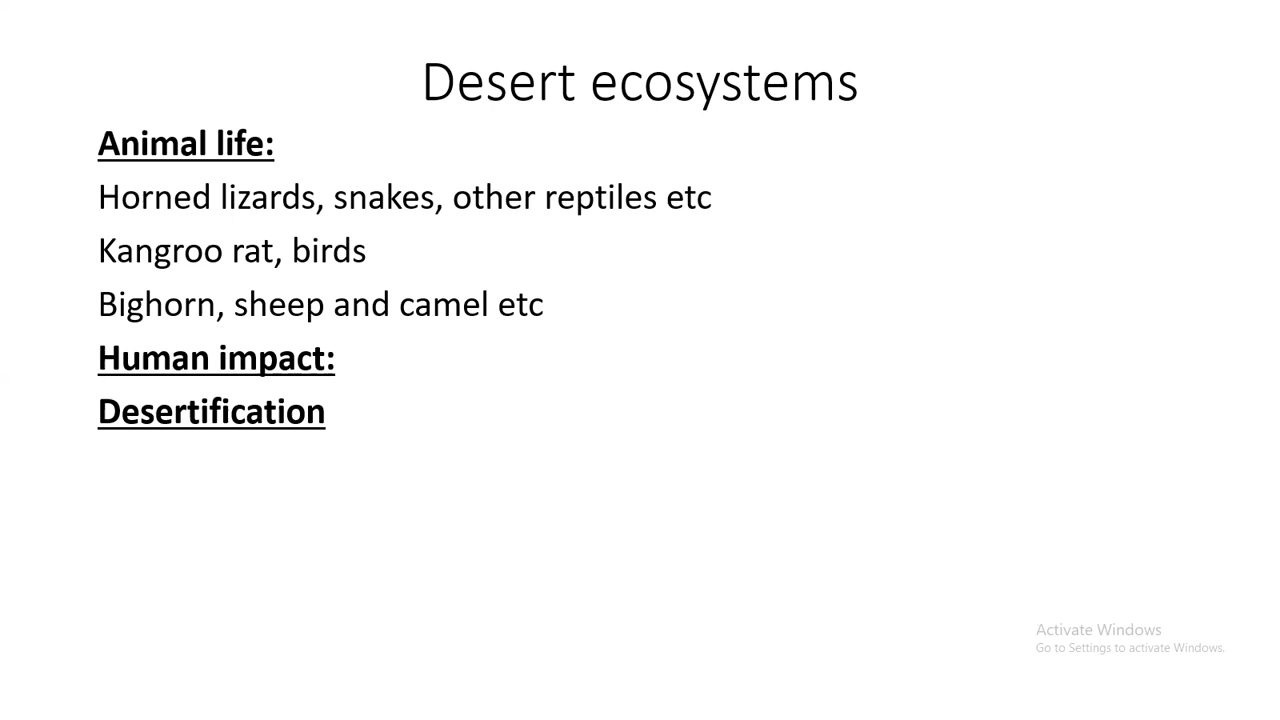 Desert ecosystems
Animal life:
Horned lizards, snakes, other reptiles etc
Kangroo rat, birds
Bighorn, sheep and camel etc
Human impact:
Desertification
Activate Windows
Go to Settings to activate Windows.